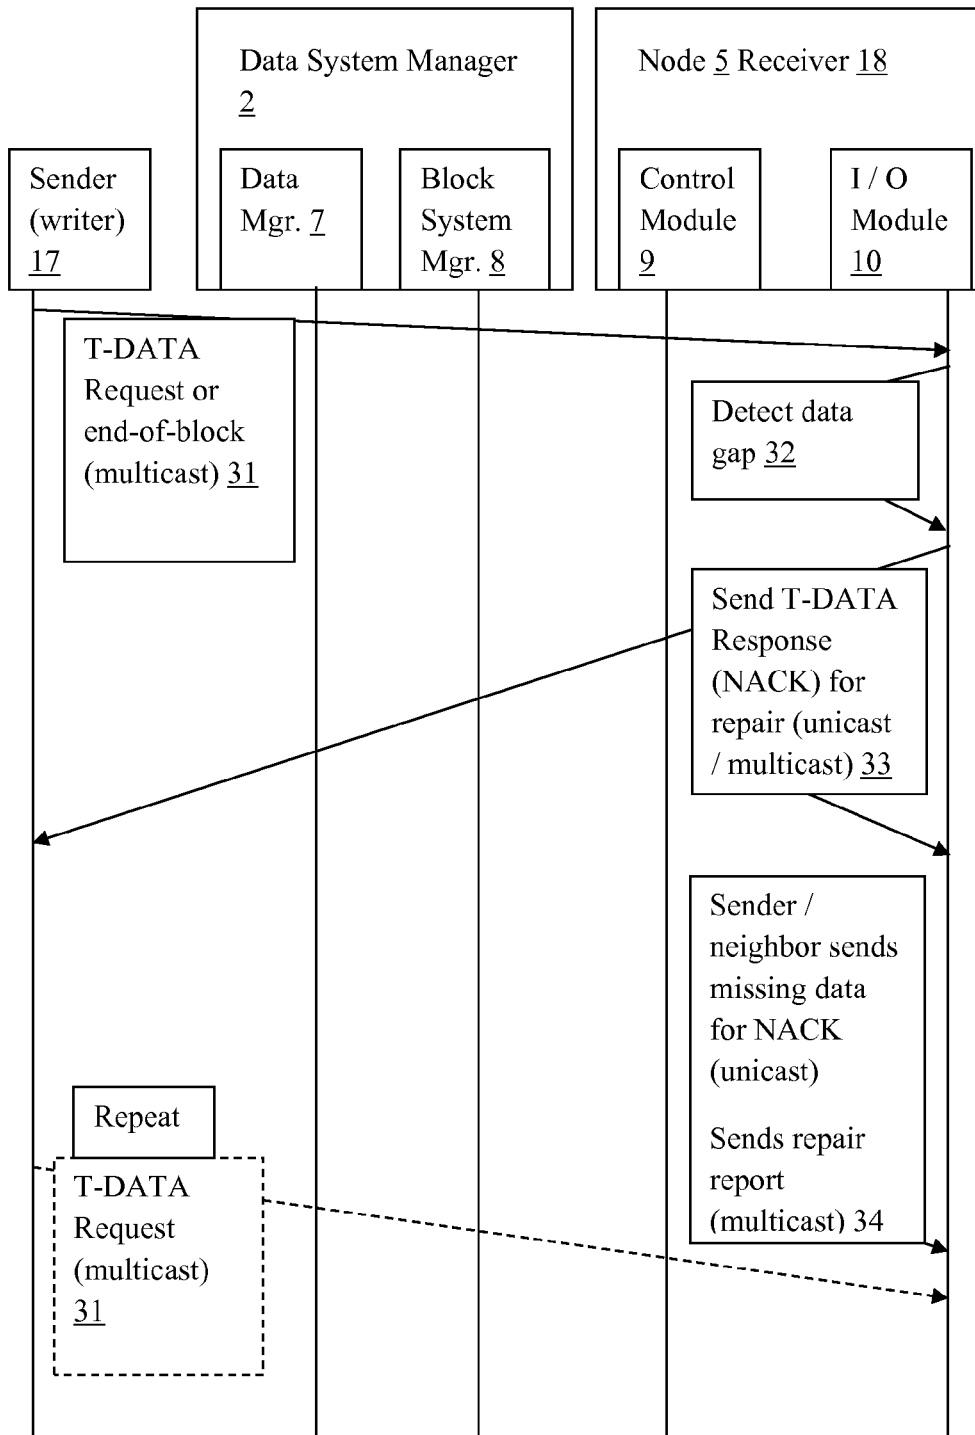 Data System Manager
2
Node 5 Receiver 18
Sender
(writer)
17
Data
Mgr. 7
Block
System
Mgr. 8
Control
Module
9
I / O
Module
10
T-DATA
Request or
end-of-block
(multicast) 31
Detect data
gap 32
Send T-DATA
Response
(NACK) for
repair (unicast
/ multicast) 33
Sender /
neighbor sends
missing data
for NACK
(unicast)
Sends repair
report
(multicast) 34
Repeat
T-DATA
Request
(multicast)
31